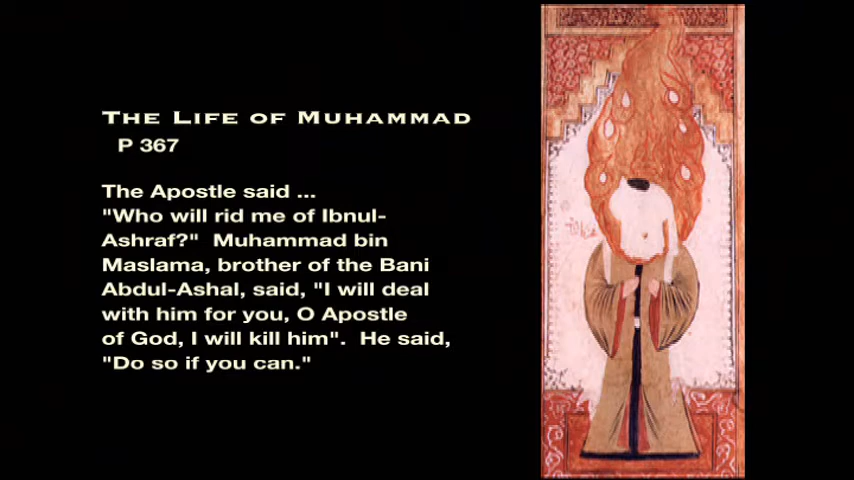 THE LIFE OF MUHAMMAD
P 367
The Apostle said ...
"Who will rid me of Ibnul-
Ashraf?"  Muhammad bin
Maslama, brother of the Bani
Abdul-Ashal, said, "I will deal
with him for you, O Apostle
of God, I will kill him".  He said,
"Do so if you can."